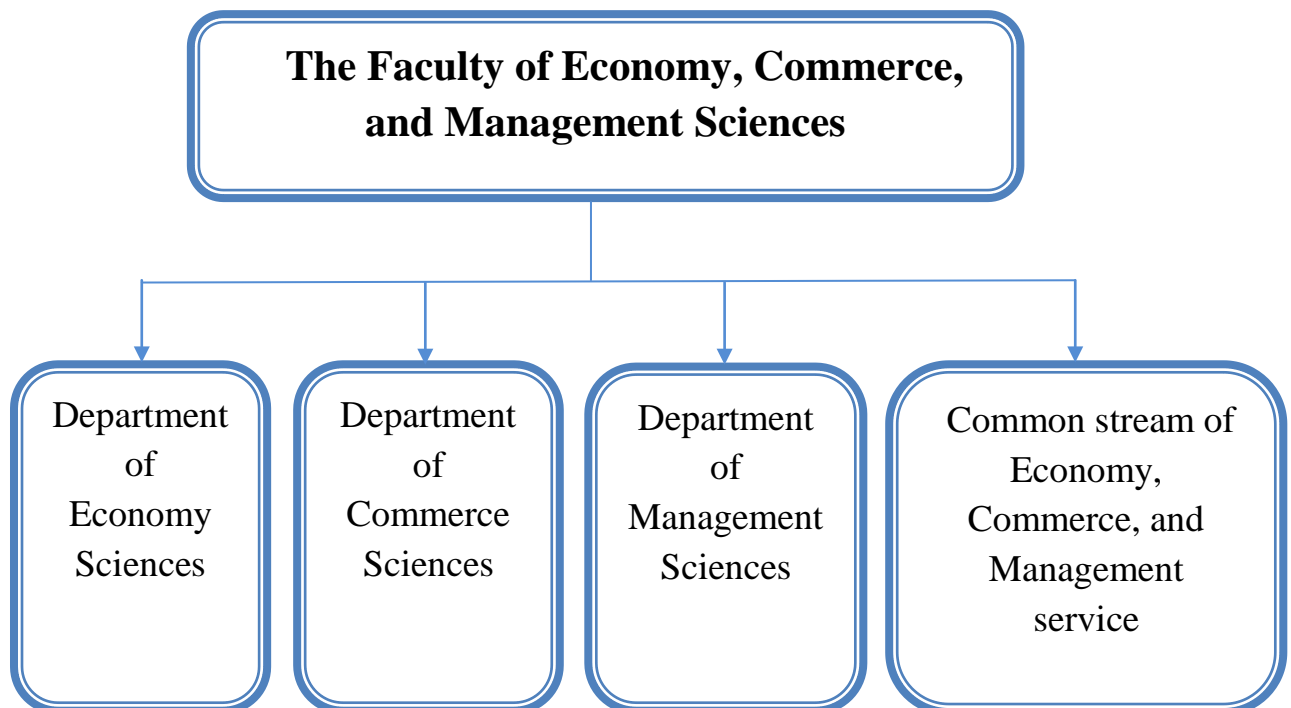 The Faculty of Economy, Commerce,
and Management Sciences
Department
of
Economy
Sciences
Department
of
Commerce
Sciences
Department
of
Management
Sciences
Common stream of
Economy,
Commerce, and
Management
service